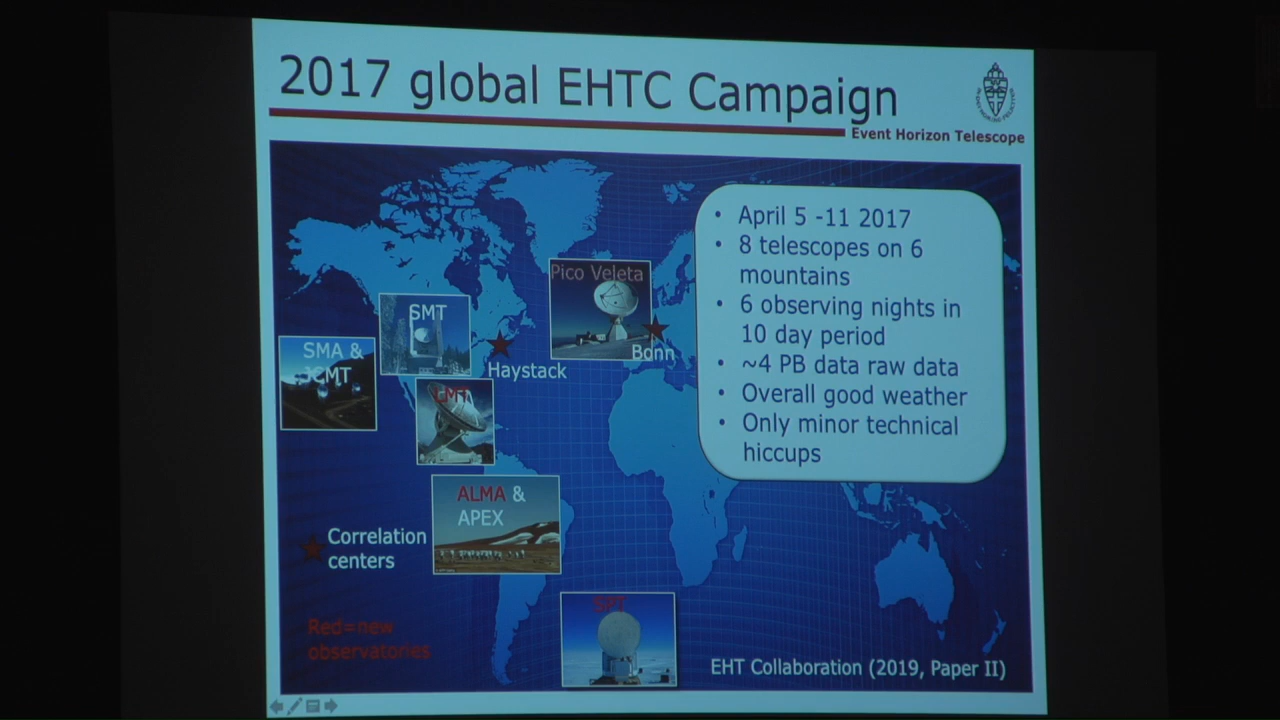 2017 global EHTC Campaign
Event Horizon Telescope
• April 5 -11 2017
• 8 telescopes on 6
mountains
• 6 observing nights in
10 day period
• ~4 PB data raw data
• Overall good weather
• Only minor technical
hiccups
Pico Veleta
SMT
Bonn
SMA &
JCMT
Haystack
LMT
ALMA &
APEX
Correlation
centers
SPT
Red=new
observatories
EHT Collaboration (2019, Paper II)